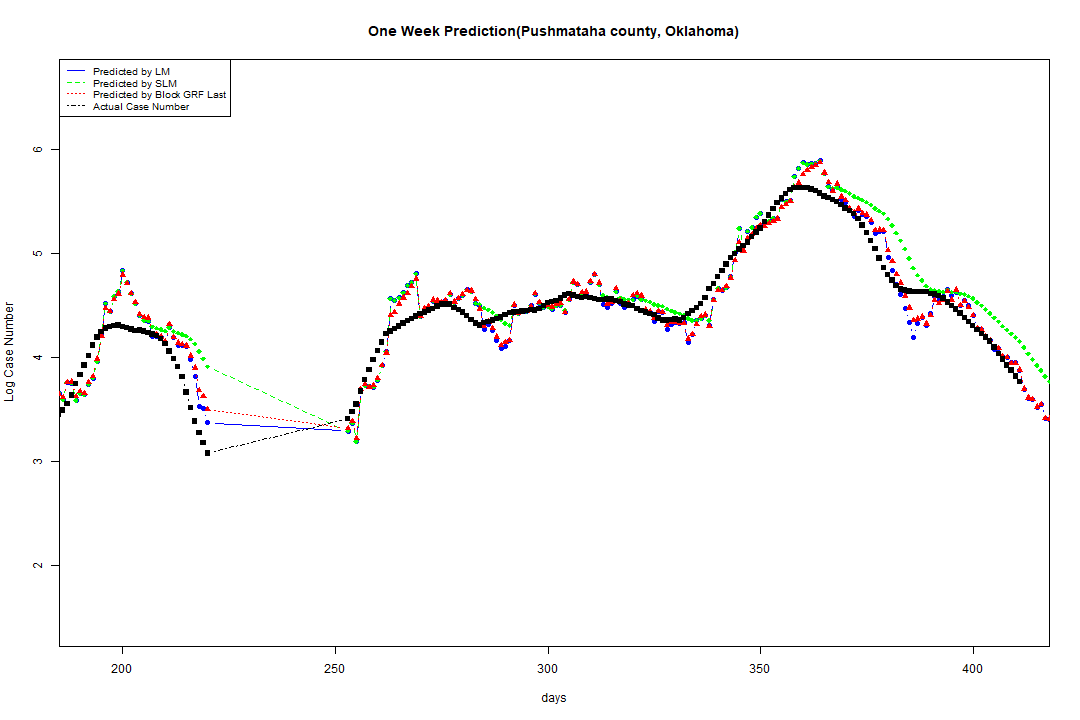 One Week Prediction(Pushmataha county, Oklahoma)
Predicted by LM
Predicted by SLM
Predicted by Block GRF Last
Actual Case Number
6
5
4
3
2
Log Case Number
200
250
300
350
400
days